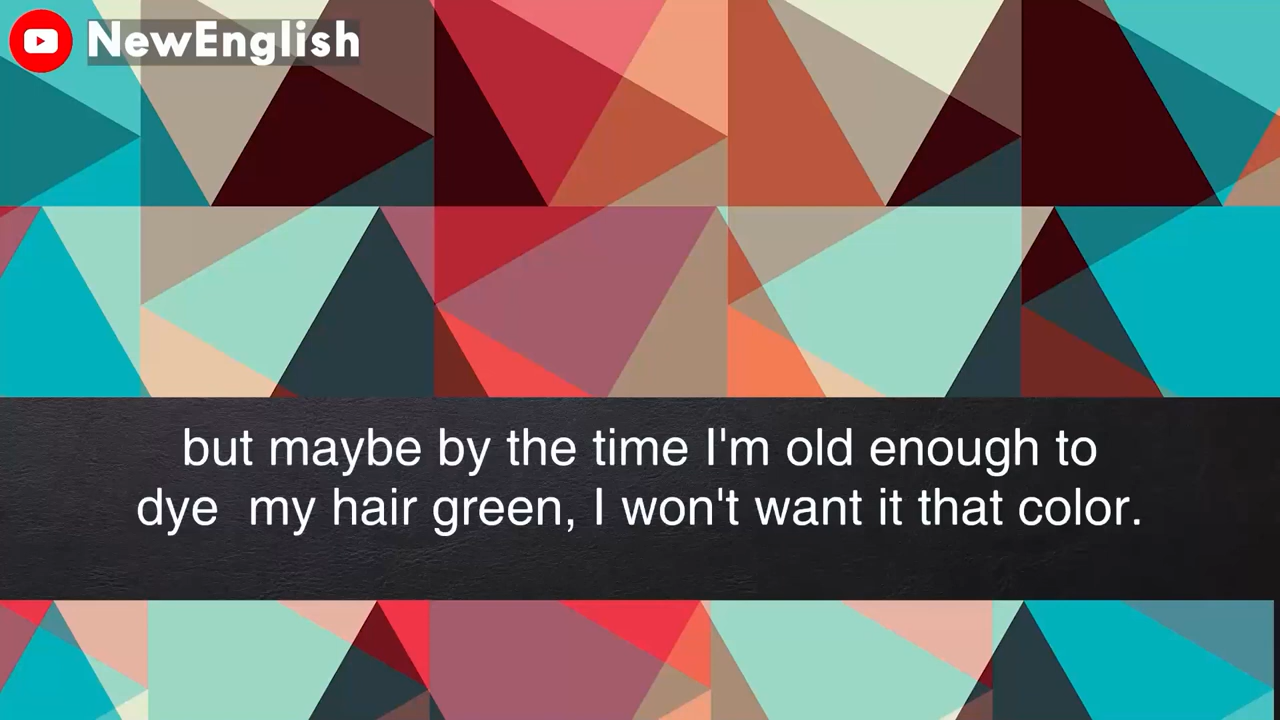 NewEnglish
but maybe by the time I'm old enough to
dye  my hair green, I won't want it that color.